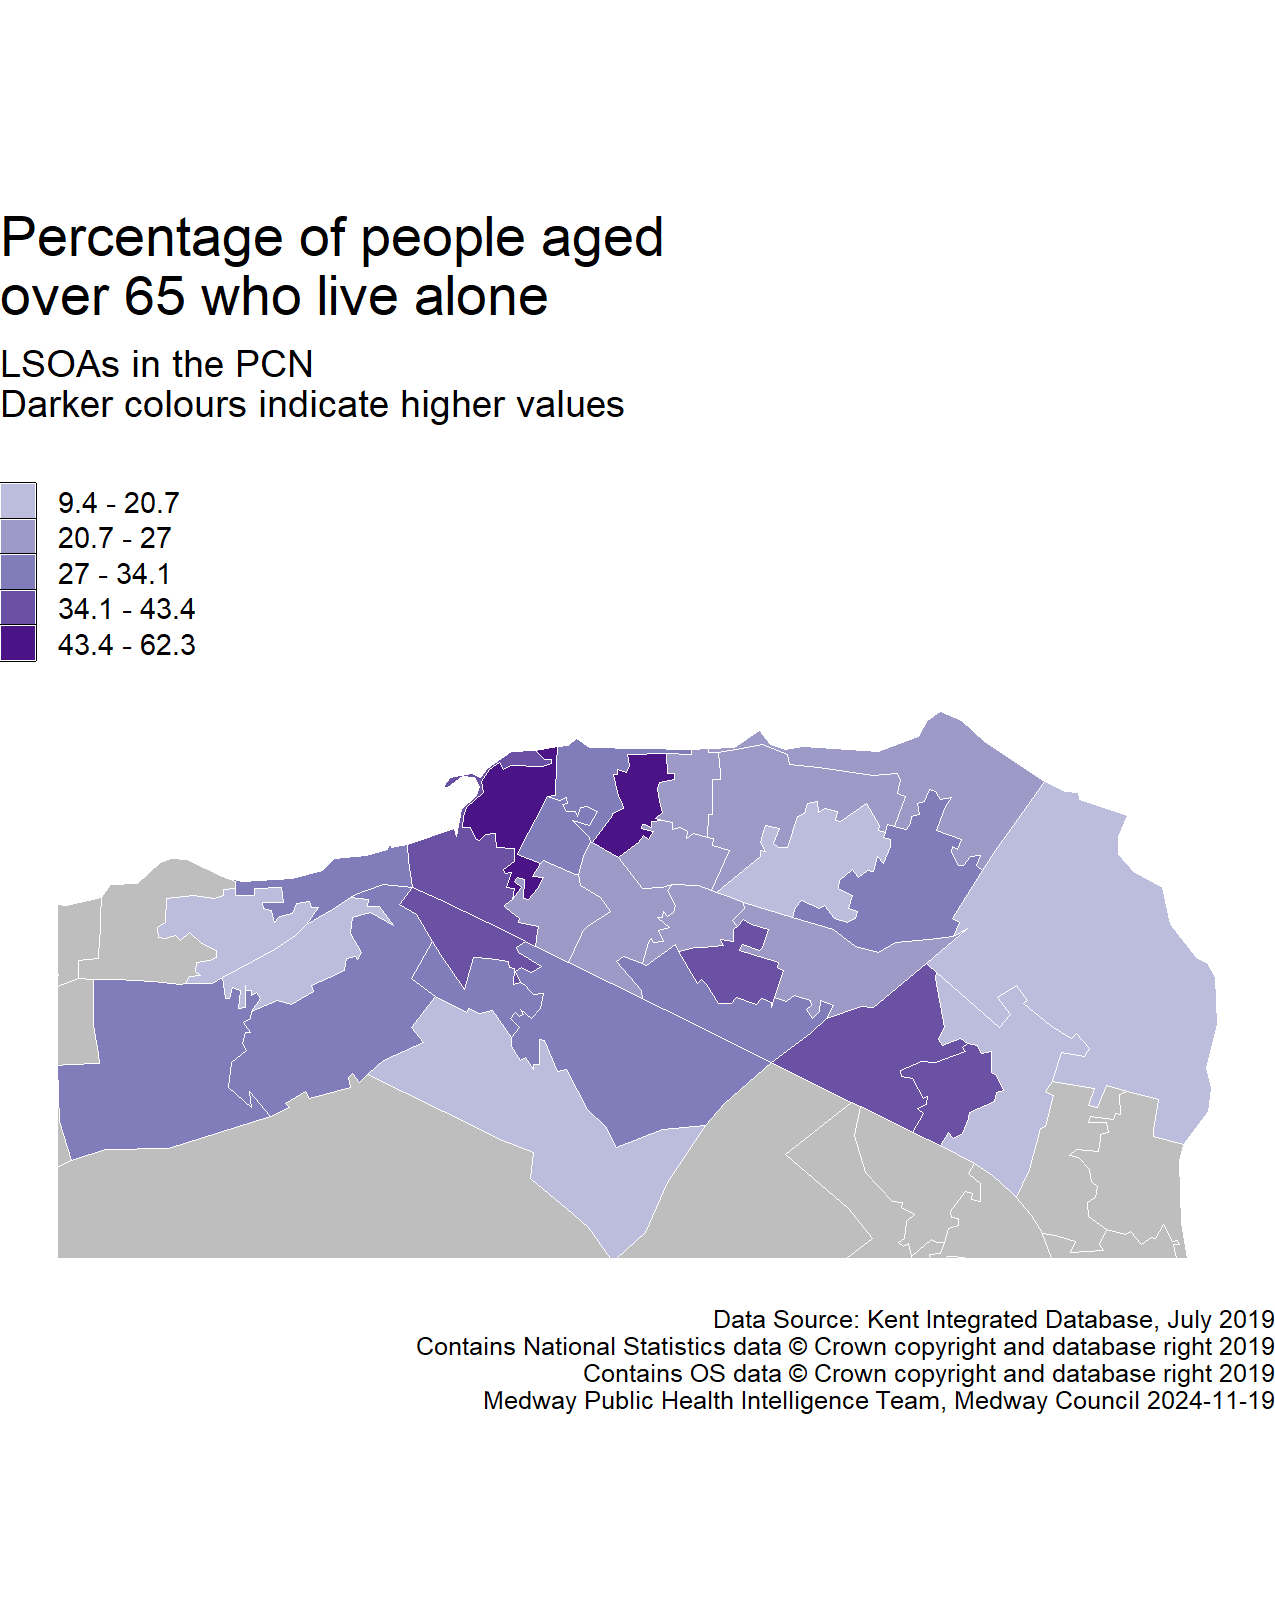 Percentage of people aged
over 65 who live alone
LSOAs in the PCN
Darker colours indicate higher values
9.4 - 20.7
20.7 - 27
27 - 34.1
34.1 - 43.4
43.4 - 62.3
Data Source: Kent Integrated Database, July 2019
Contains National Statistics data © Crown copyright and database right 2019
Contains OS data © Crown copyright and database right 2019
Medway Public Health Intelligence Team, Medway Council 2024-11-19